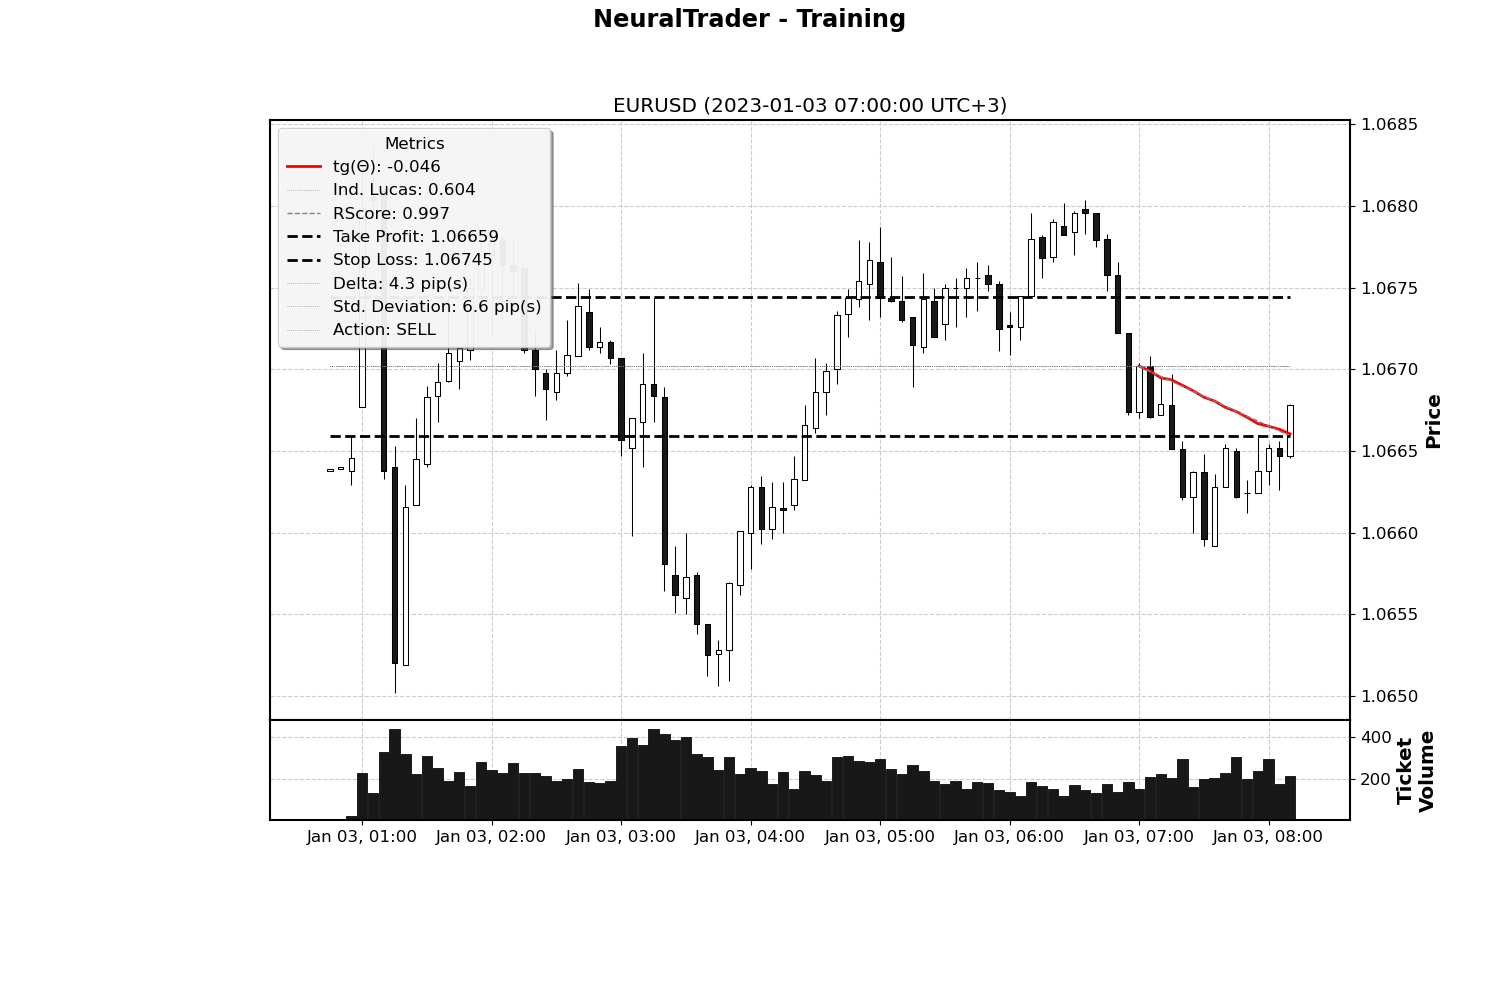 NeuralTrader - Training
EURUSD (2023-01-03 07:00:00 UTC+3)
Metrics
tg(Θ): -0.046
Ind. Lucas: 0.604
RScore: 0.997
Take Profit: 1.06659
Stop Loss: 1.06745
Delta: 4.3 pip(s)
Std. Deviation: 6.6 pip(s)
Action: SELL
1.0685
1.0680
1.0675
1.0670
1.0665
1.0660
1.0655
1.0650
Price
400
200
Ticket
Volume
Jan 03, 01:00
Jan 03, 02:00
Jan 03, 03:00
Jan 03, 04:00
Jan 03, 05:00
Jan 03, 06:00
Jan 03, 07:00
Jan 03, 08:00